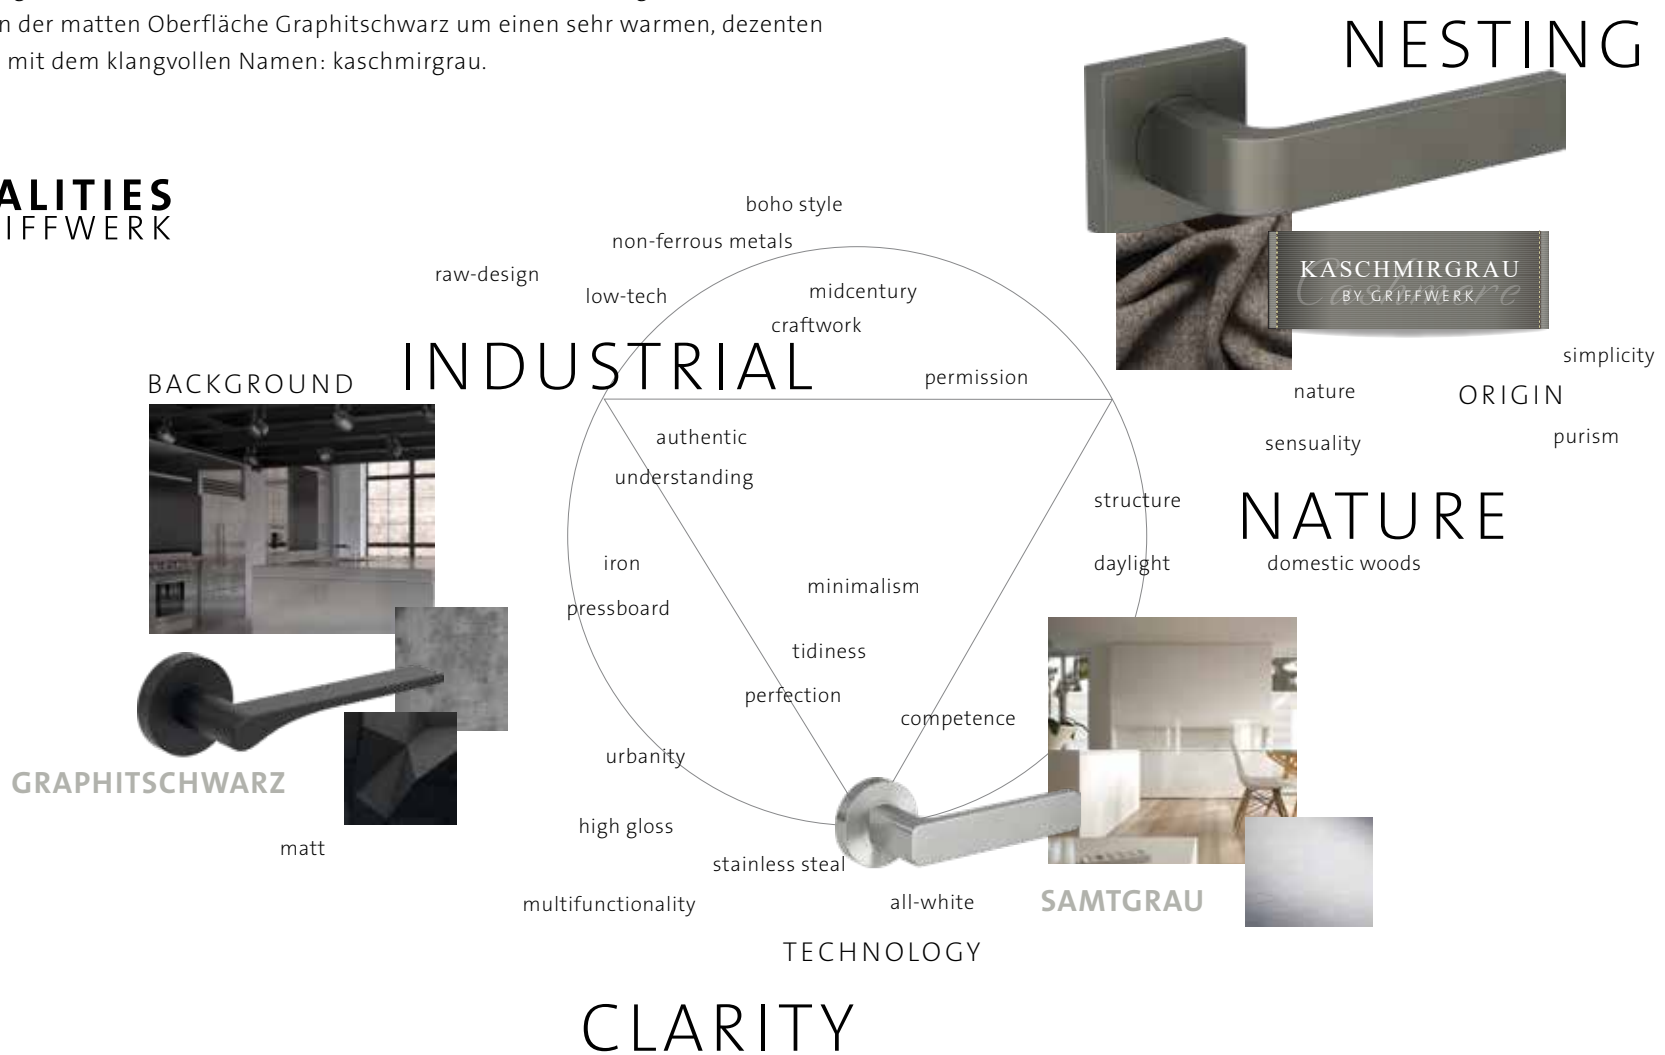 n der matten Oberfläche Graphitschwarz um einen sehr warmen, dezenten
mit dem klangvollen Namen: kaschmirgrau.
NESTING
ALITIES
IFFWERK
boho style
non-ferrous metals
raw-design
low-tech
midcentury
craftwork
KASCHMIRGRAU
Cashmere
BY GRIFFWERK
INDUSTRIAL
BACKGROUND
permission
simplicity
nature
ORIGIN
authentic
sensuality
purism
understanding
structure
NATURE
iron
daylight
domestic woods
minimalism
pressboard
tidiness
perfection
competence
urbanity
GRAPHITSCHWARZ
high gloss
matt
stainless steal
multifunctionality
all-white
SAMTGRAU
TECHNOLOGY
CLARITY